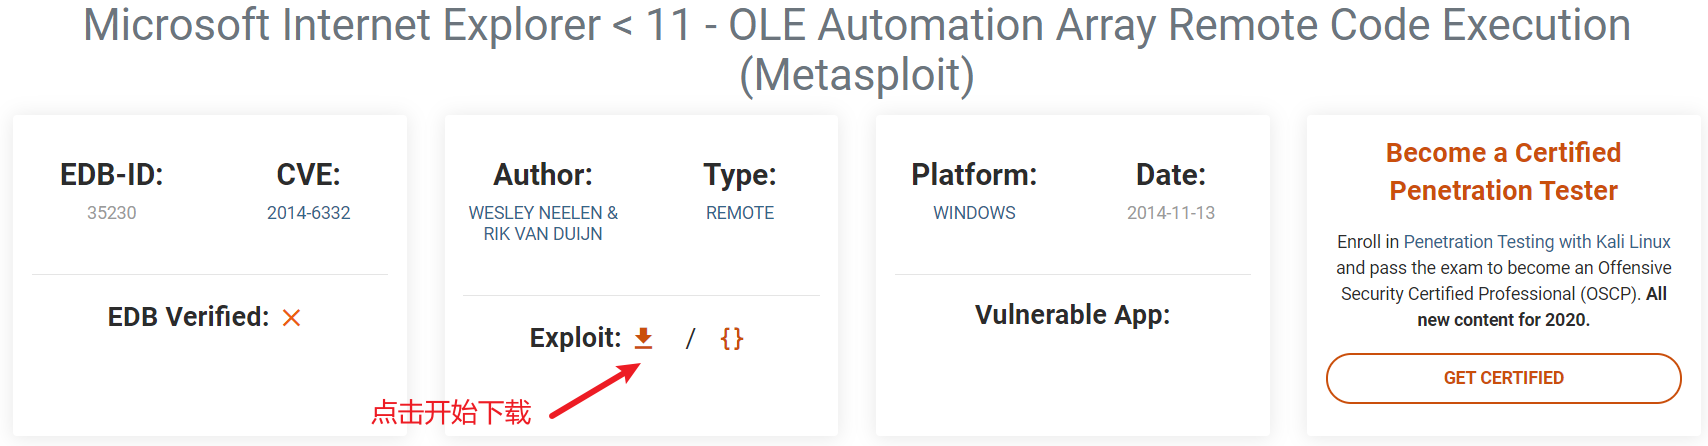 Microsoft Internet Explorer < 11 - OLE Automation Array Remote Code Execution
(Metasploit)
EDB-ID:
35230
CVE:
2014-6332
EDB Verified:
Author:
WESLEY NEELEN &
RIK VAN DUIJN
Type:
REMOTE
Exploit: / {}
点击开始下载
Platform:
WINDOWS
Date:
2014-11-13
Vulnerable App:
Become a Certified
Penetration Tester
Enroll in Penetration Testing with Kali Linux
and pass the exam to become an Offensive
Security Certified Professional (OSCP). All
new content for 2020.
GET CERTIFIED